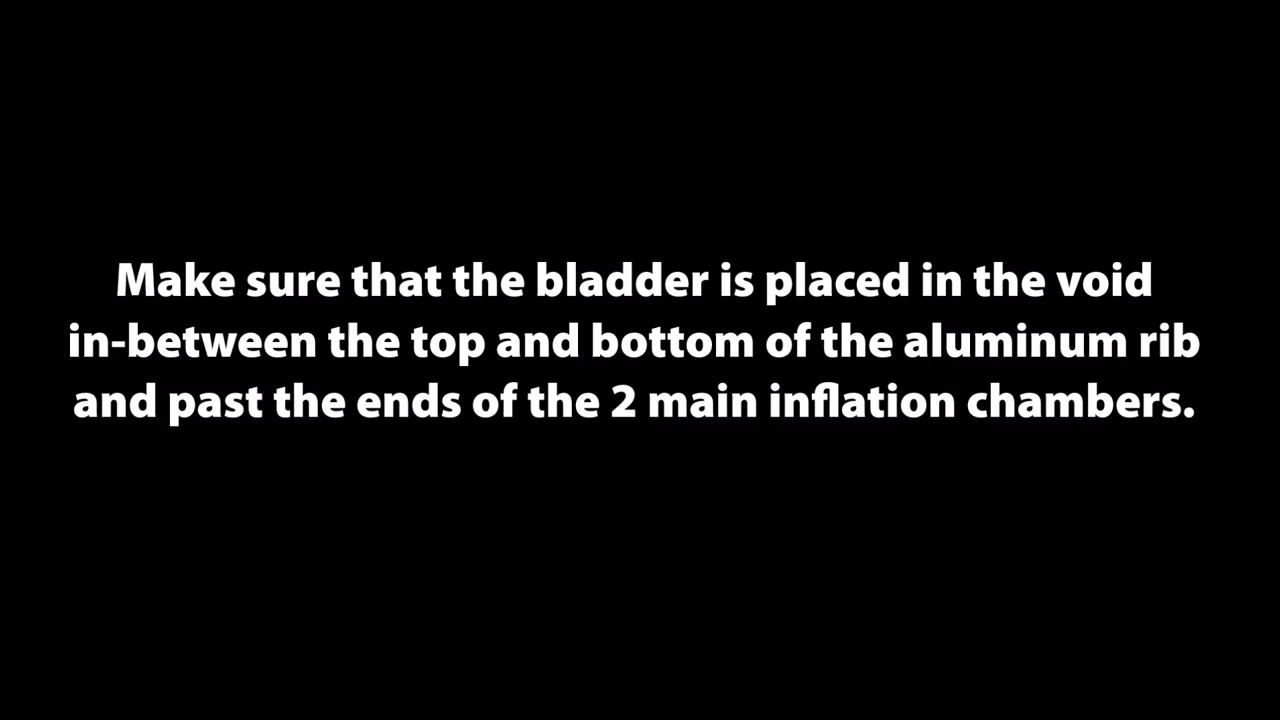 Make sure that the bladder is placed in the void
in-between the top and bottom of the aluminum rib
and past the ends of the 2 main inflation chambers.